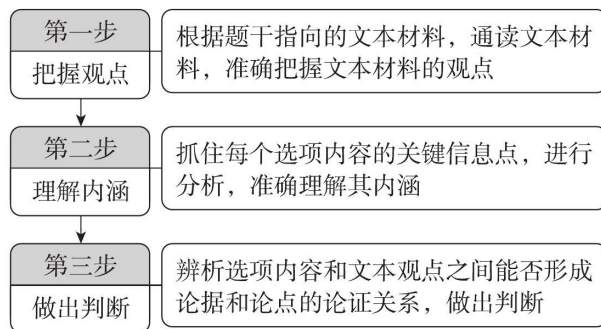 第一步
把握观点
根据题干指向的文本材料，通读文本材
料，准确把握文本材料的观点
第二步
理解内涵
抓住每个选项内容的关键信息点，进行
分析，准确理解其内涵
第三步
做出判断
辨析选项内容和文本观点之间能否形成
论据和论点的论证关系，做出判断